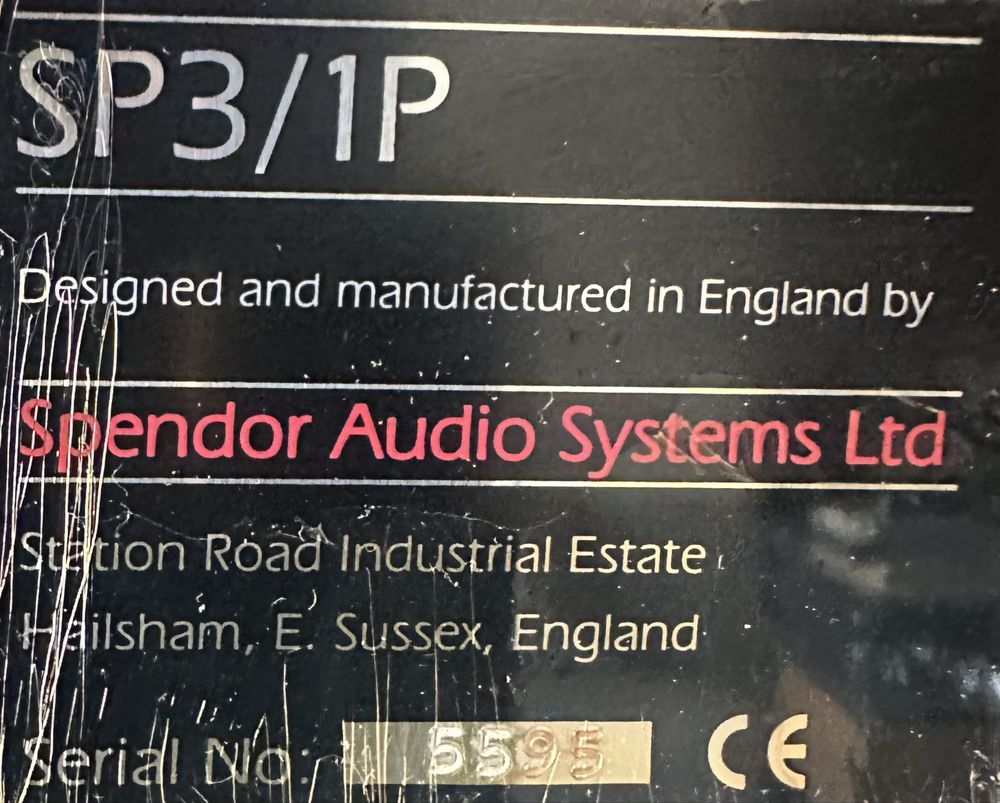 SP3/1P
Designed and manufactured in England by
Spendor Audio Systems Ltd
Station Road Industrial Estate
Hailsham, E. Sussex, England
Serial No: 5595 CE